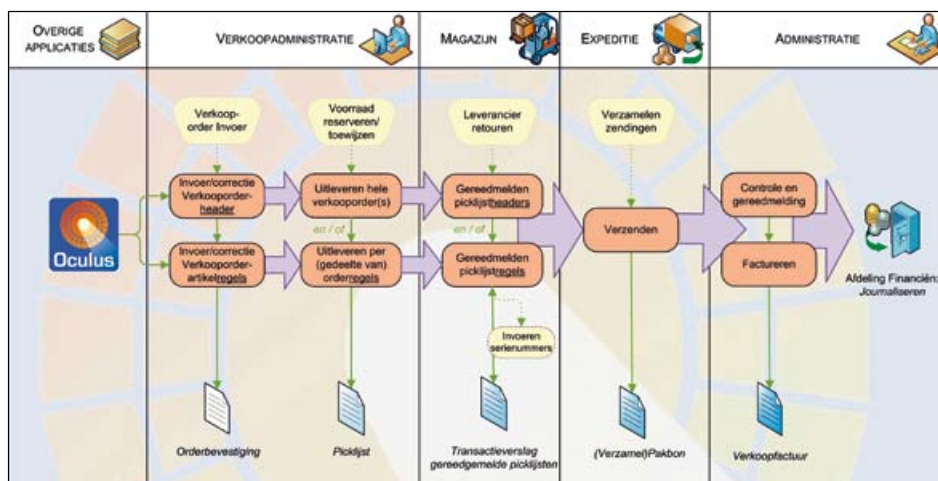 OVERIGE
APPLICATIES
VERKOOPADMINISTRATIE
MAGAZIJN
EXPEDITIE
ADMINISTRATIE
Verkoop-
order Invoer
Voorraad
reserveren/
toewijzen
Leverancier
retouren
Verzamelen
zendingen
Invoer/correctie
Verkooporder-
header
Uitleveren hele
verkooporder(s)
Gereedmelden
picklijstheaders
Controle en
gereedmelding
en / of
en / of
Verzenden
Oculus
Invoer/correctie
Verkooporder-
artikelregels
Uitleveren per
(gedeelte van)
orderregels
Gereedmelden
picklijstregels
Factureren
Afdeling Financiën:
Journaliseren
Invoeren
serienummers
Orderbevestiging
Picklijst
Transactieverslag
gereedgemelde picklijsten
(Verzamel)Pakbon
Verkoopfactuur